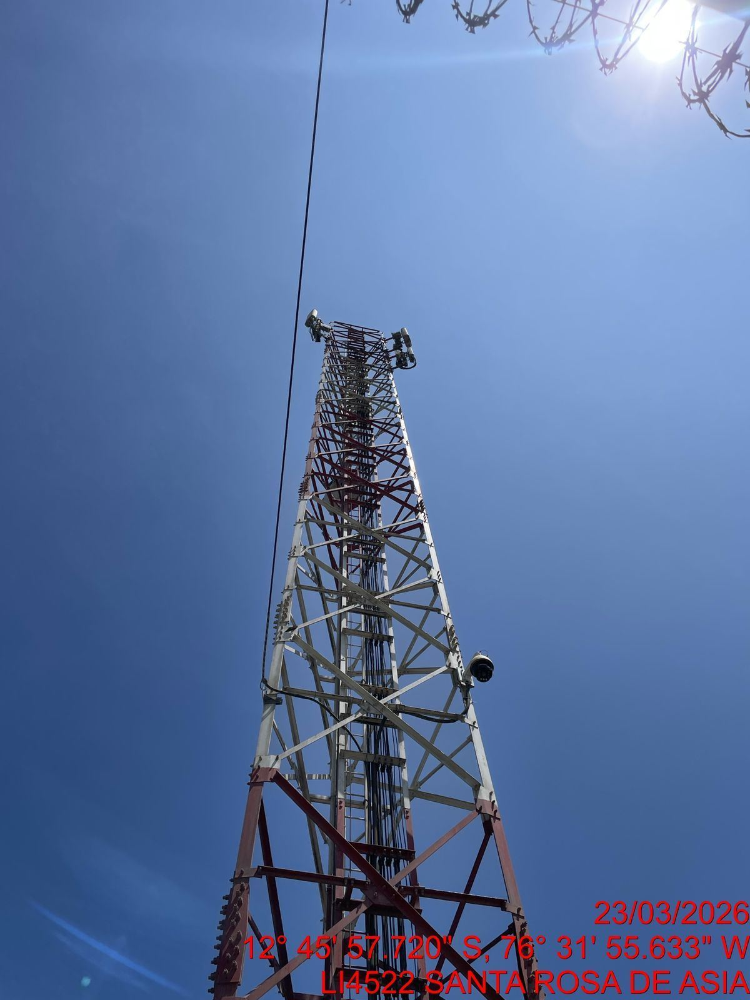 23/03/2026
12° 45' 57.720" S, 76° 31' 55.633" W
LI4522 SANTA ROSA DE ASIA